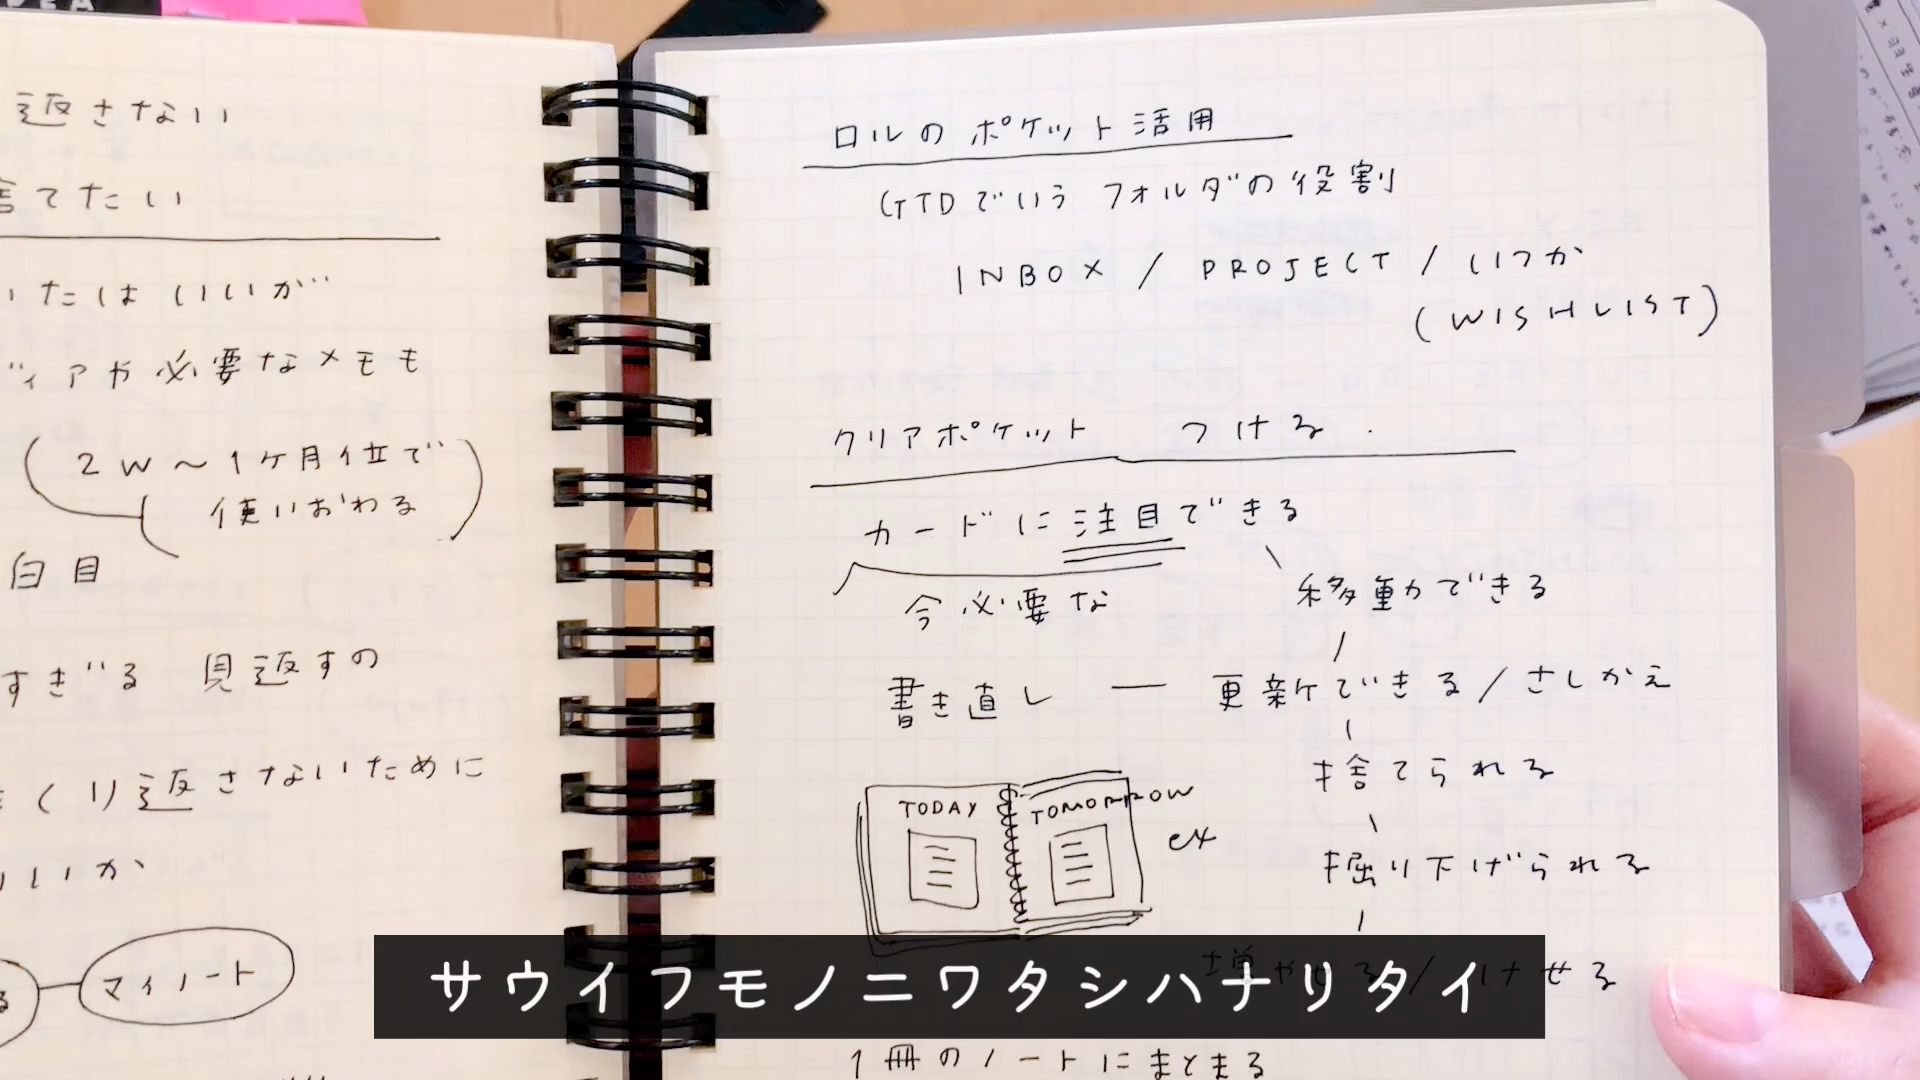 返さない
捨てたい
いたはいいが…
ィアや必要なメモも
(2W〜1ヶ月位で
使いおわる)
白目
すぎる 見返すの
くり返さないために
いいか
マイノート
ロルのポケット活用
GTDでいうフォルダの役割
INBOX / PROJECT / いつか
(WISHLIST)
クリアポケット つける.
カードに注目できる
今必要な
移動できる
書き直し — 更新できる/さしかえ
捨てられる
TODAY TOMORROW
ex
掘り下げられる
増やせる/
サウイフモノニワタシハナリタイ
1冊のノートにまとまる